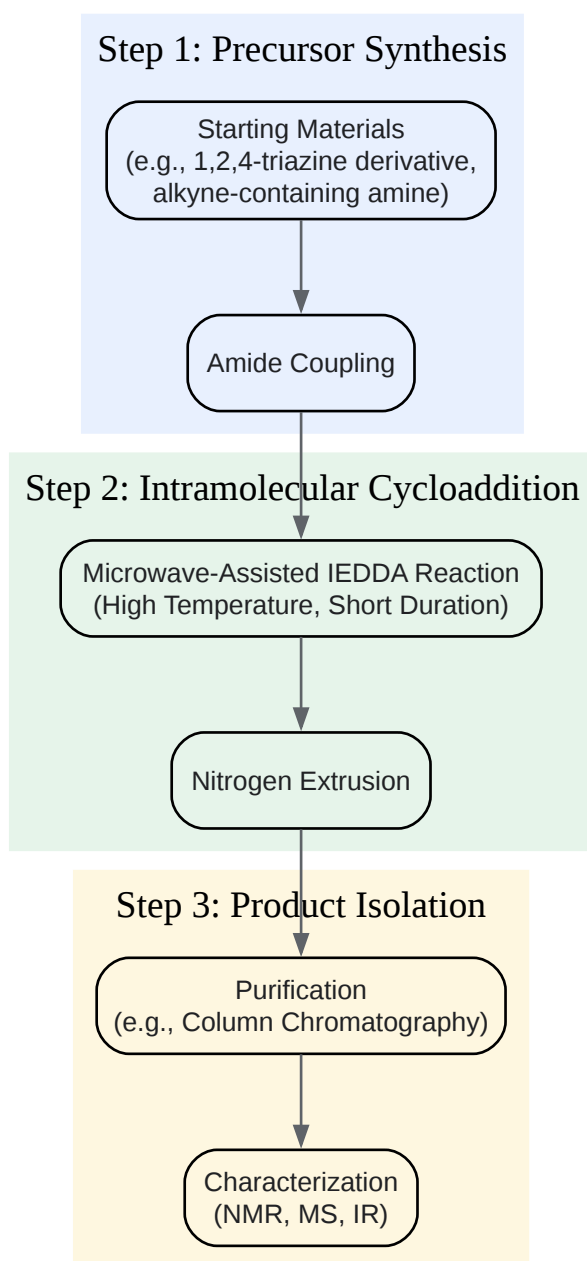 Step 1: Precursor Synthesis
Starting Materials
(e.g., 1,2,4-triazine derivative,
alkyne-containing amine)
Amide Coupling
Step 2: Intramolecular Cycloaddition
Microwave-Assisted IEDDA Reaction
(High Temperature, Short Duration)
Nitrogen Extrusion
Step 3: Product Isolation
Purification
(e.g., Column Chromatography)
Characterization
(NMR, MS, IR)